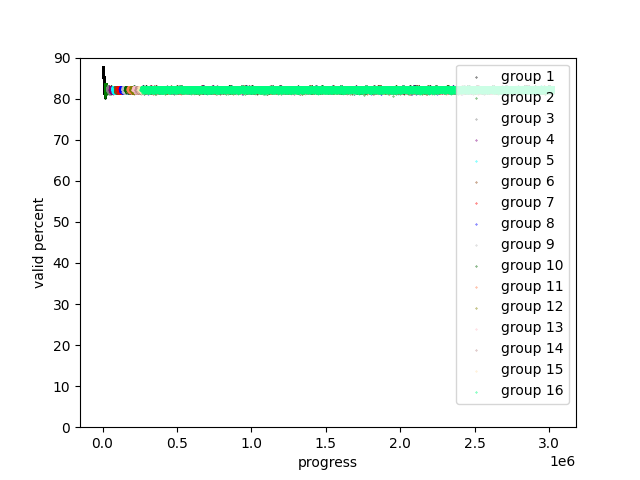 90
80
70
60
50
40
30
20
10
0
valid percent
0.0 0.5 1.0 1.5 2.0 2.5 3.0
1e6
progress
group 1
group 2
group 3
group 4
group 5
group 6
group 7
group 8
group 9
group 10
group 11
group 12
group 13
group 14
group 15
group 16